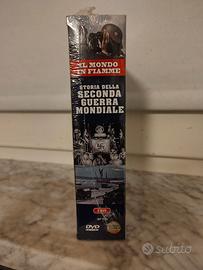 IL MONDO
IN FIAMME
STORIA DELLA
SECONDA
GUERRA
MONDIALE
DVD
subito